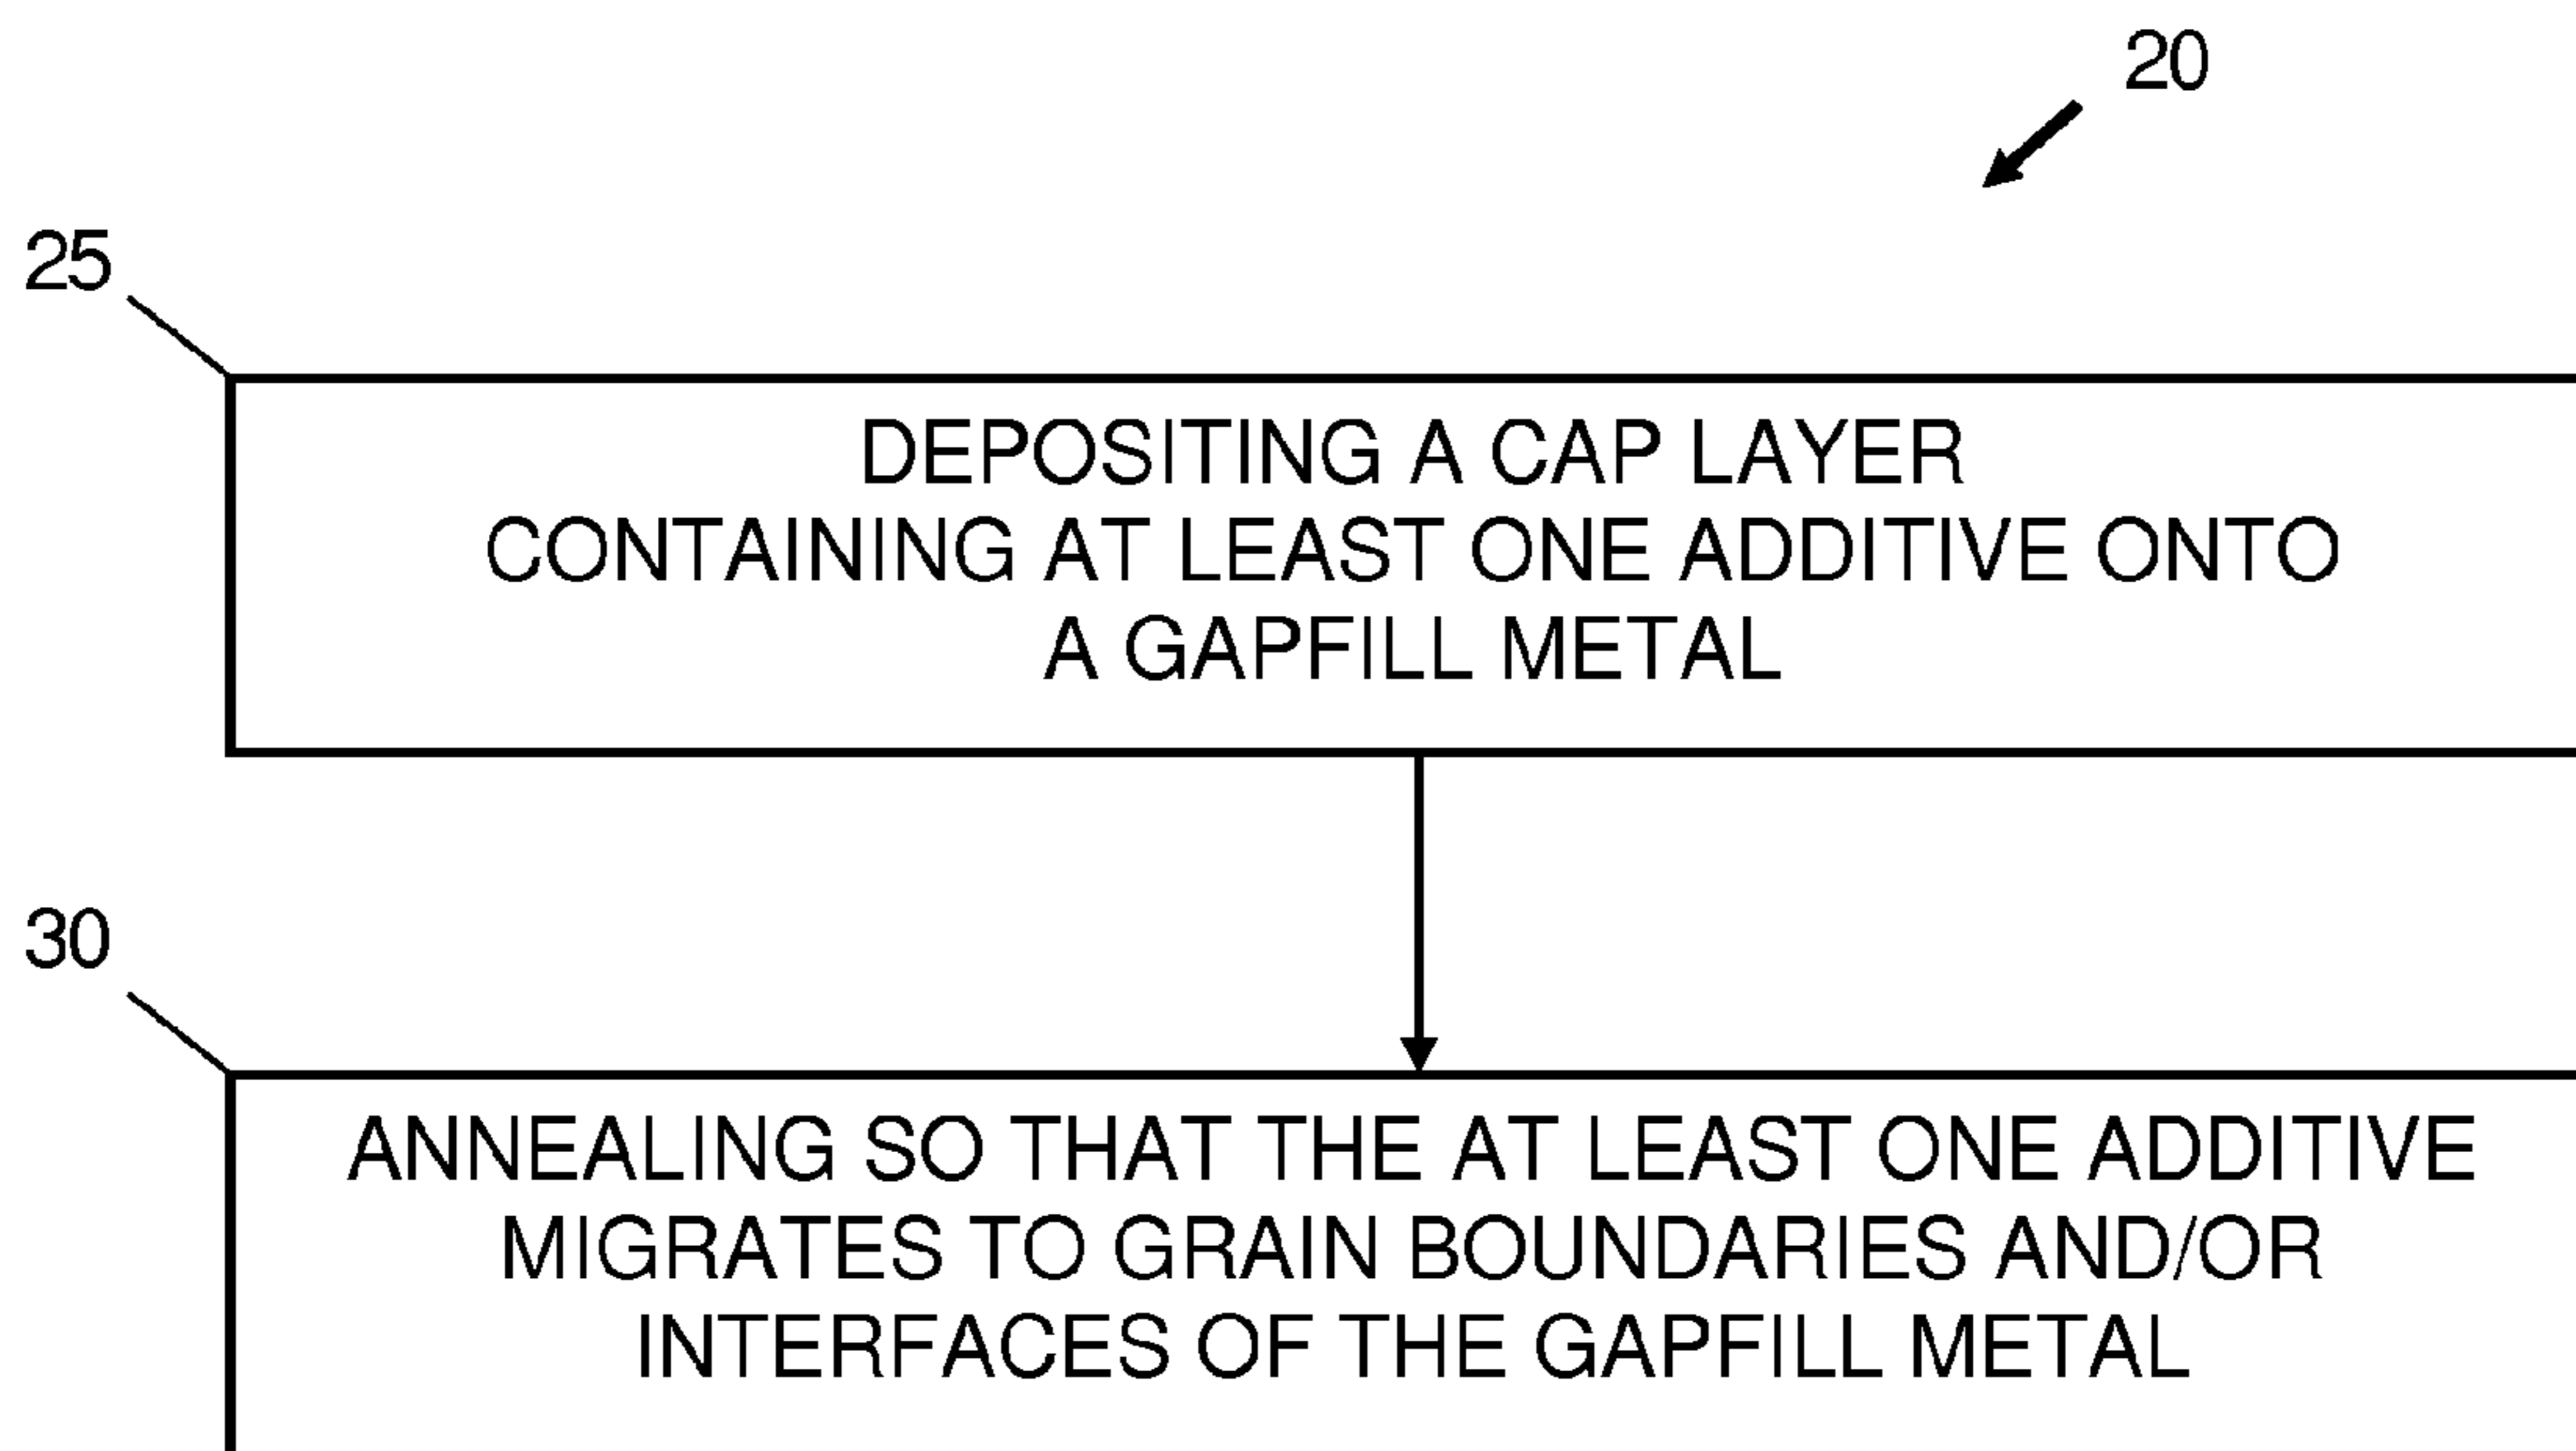 20
25
DEPOSITING A CAP LAYER
CONTAINING AT LEAST ONE ADDITIVE ONTO
A GAPFILL METAL
30
ANNEALING SO THAT THE AT LEAST ONE ADDITIVE
MIGRATES TO GRAIN BOUNDARIES AND/OR
INTERFACES OF THE GAPFILL METAL